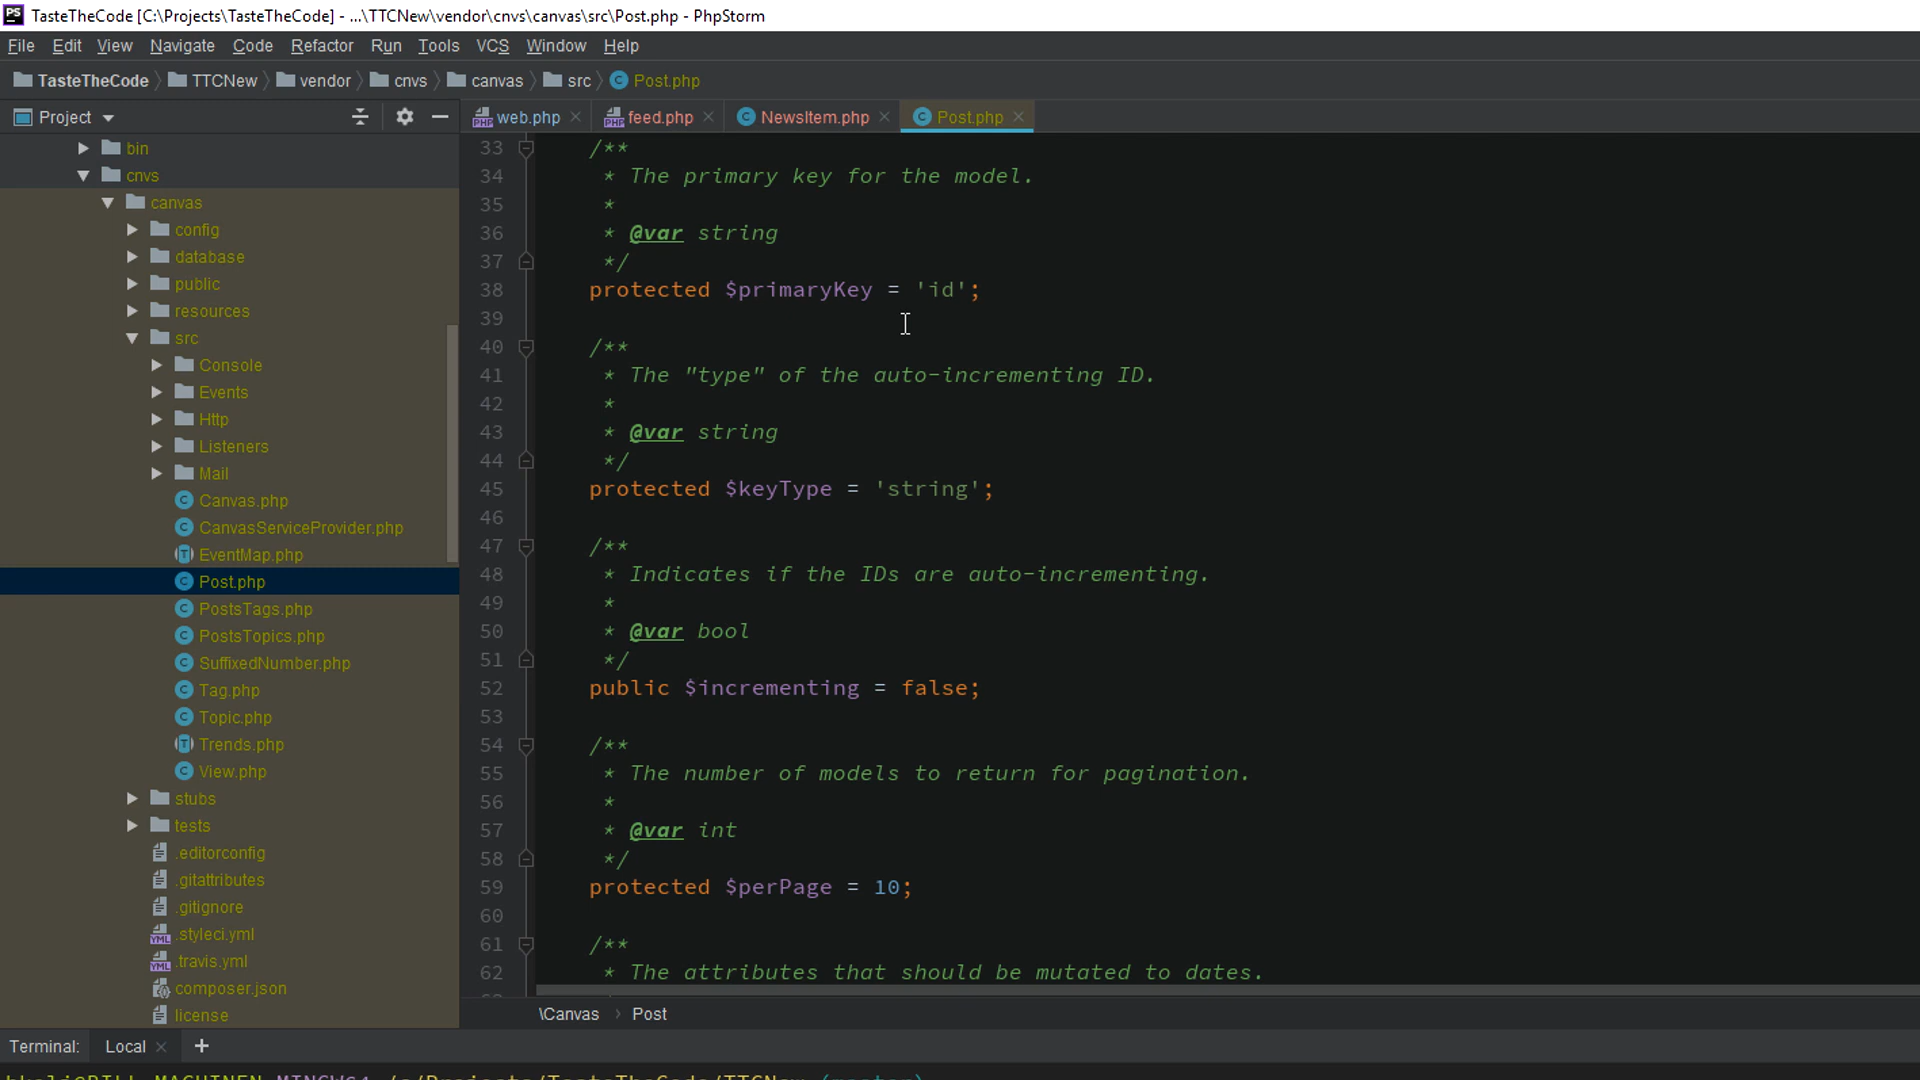 TasteTheCode [C:\Projects\TasteTheCode] - ...\TTCNew\vendor\cnvs\canvas\src\Post.php - PhpStorm
File Edit View Navigate Code Refactor Run Tools VCS Window Help
TasteTheCode TTCNew vendor cnvs canvas src Post.php
Project
web.php feed.php NewsItem.php Post.php
bin
cnvs
canvas
config
database
public
resources
src
Console
Events
Http
Listeners
Mail
Canvas.php
CanvasServiceProvider.php
EventMap.php
Post.php
PostsTags.php
PostsTopics.php
SuffixedNumber.php
Tag.php
Topic.php
Trends.php
View.php
stubs
tests
.editorconfig
.gitattributes
.gitignore
.styleci.yml
.travis.yml
composer.json
license
33 /**
34 * The primary key for the model.
35 *
36 * @var string
37 */
38 protected $primaryKey = 'id';
39
40 /**
41 * The "type" of the auto-incrementing ID.
42 *
43 * @var string
44 */
45 protected $keyType = 'string';
46
47 /**
48 * Indicates if the IDs are auto-incrementing.
49 *
50 * @var bool
51 */
52 public $incrementing = false;
53
54 /**
55 * The number of models to return for pagination.
56 *
57 * @var int
58 */
59 protected $perPage = 10;
60
61 /**
62 * The attributes that should be mutated to dates.
\Canvas › Post
Terminal: Local +